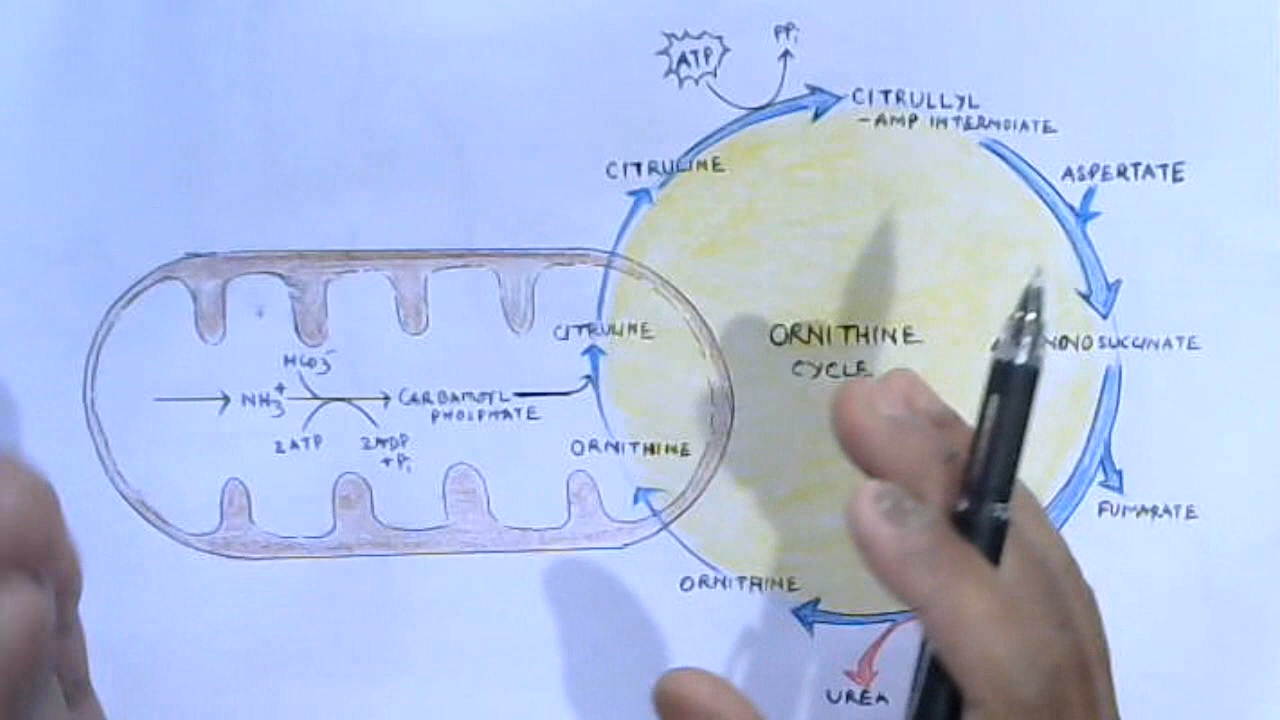 ATP
PPi
CITRULLYL
-AMP INTERMDIATE
CITRULINE
ASPERTATE
CITRULINE
ORNITHINE
CYCLE
NOSUCCINATE
HCO3-
NH3+
CARBAMOYL
PHOSPHATE
2ATP
2ADP
+Pi
ORNITHINE
FUMARATE
ORNITHINE
UREA